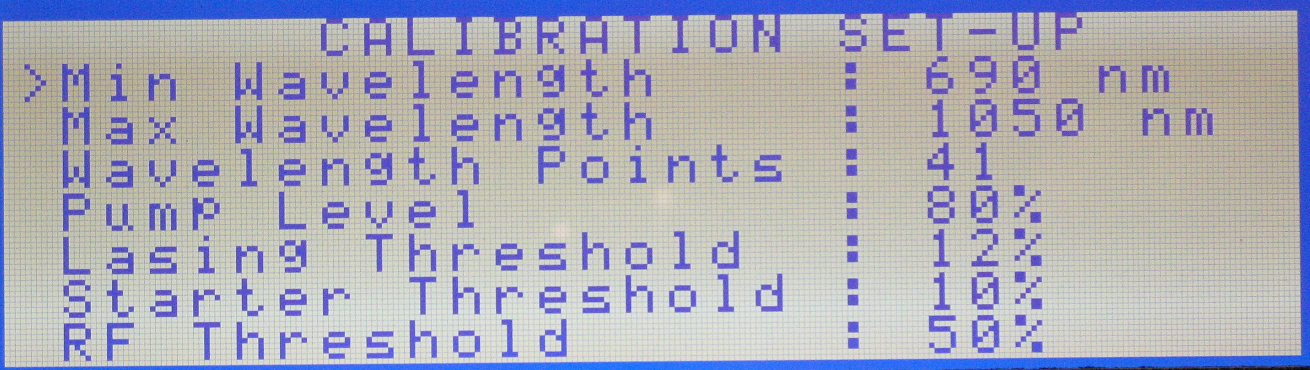 CALIBRATION SET-UP
>Min Wavelength : 690 nm
Max Wavelength : 1050 nm
Wavelength Points : 41
Pump Level : 80%
Lasing Threshold : 12%
Starter Threshold : 10%
RF Threshold : 50%